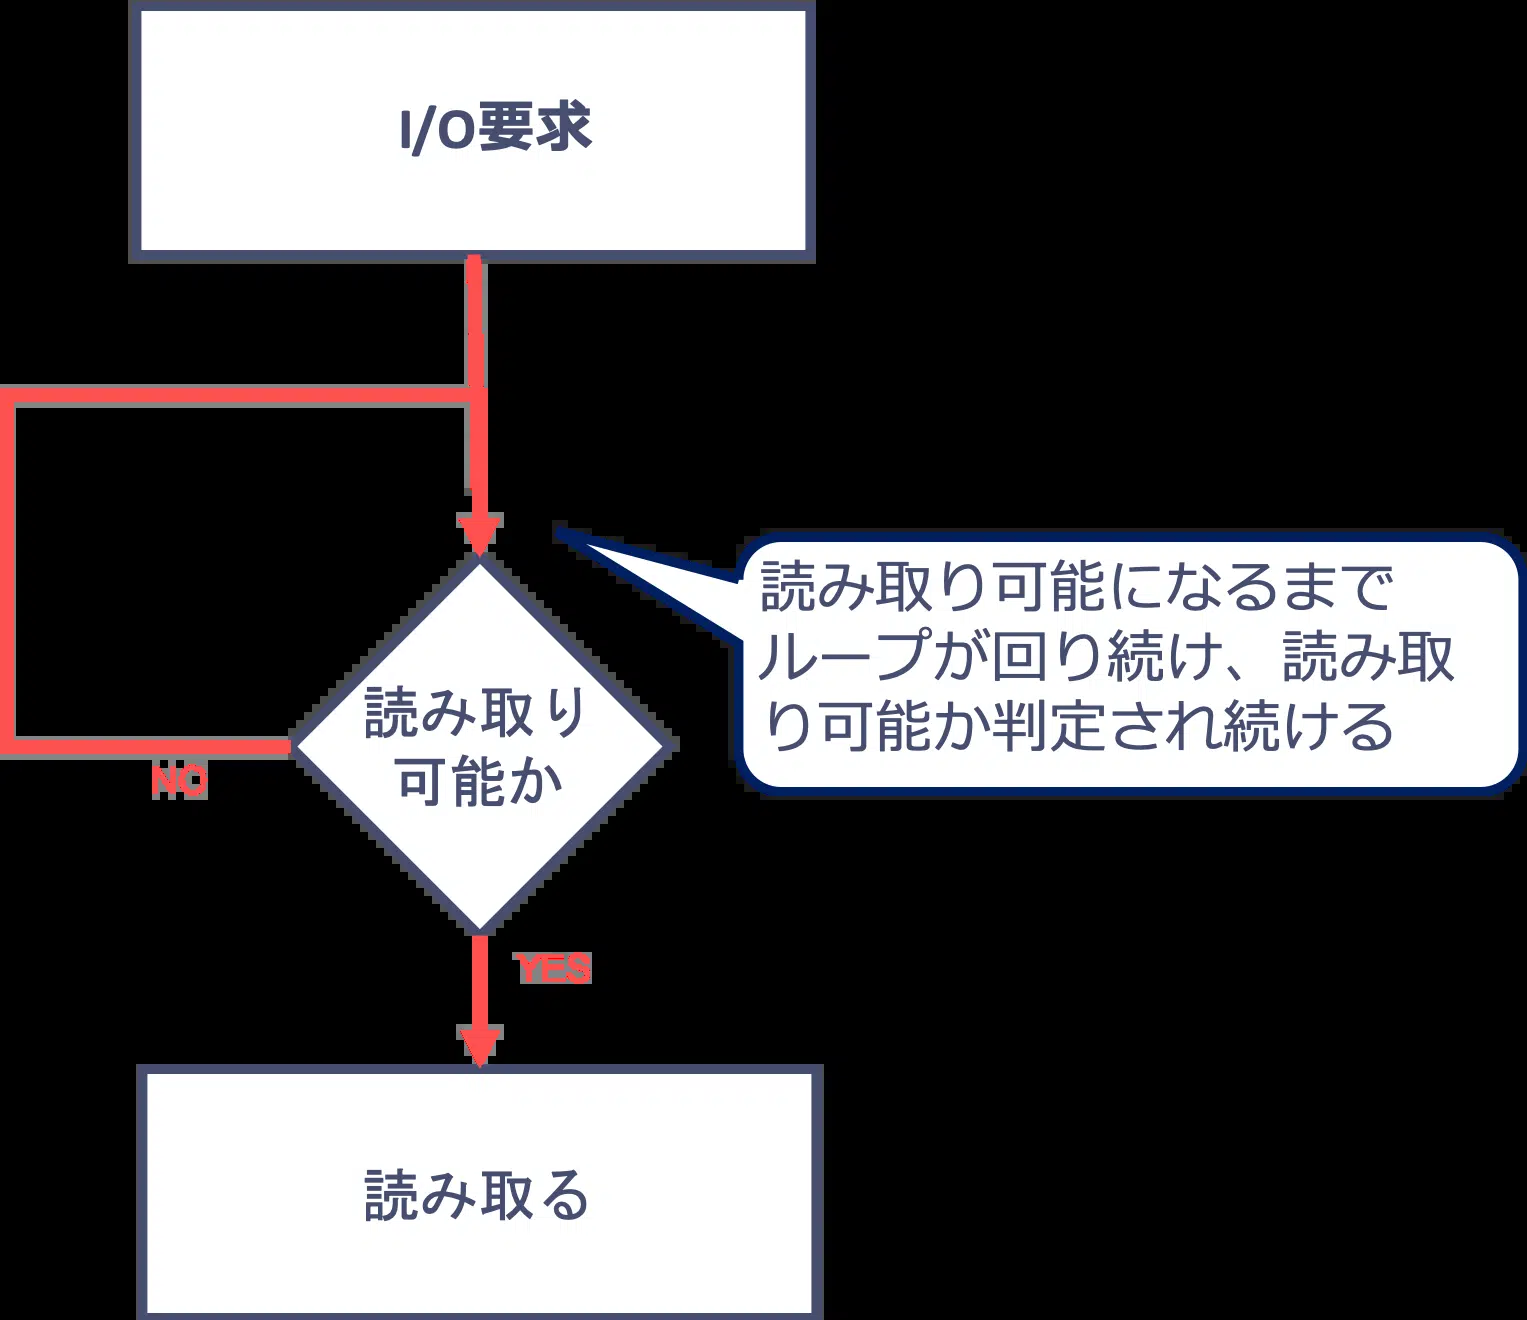 I/O要求
読み取り可能になるまで
ループが回り続け、読み取
り可能か判定され続ける
読み取り
可能か
NO
YES
読み取る